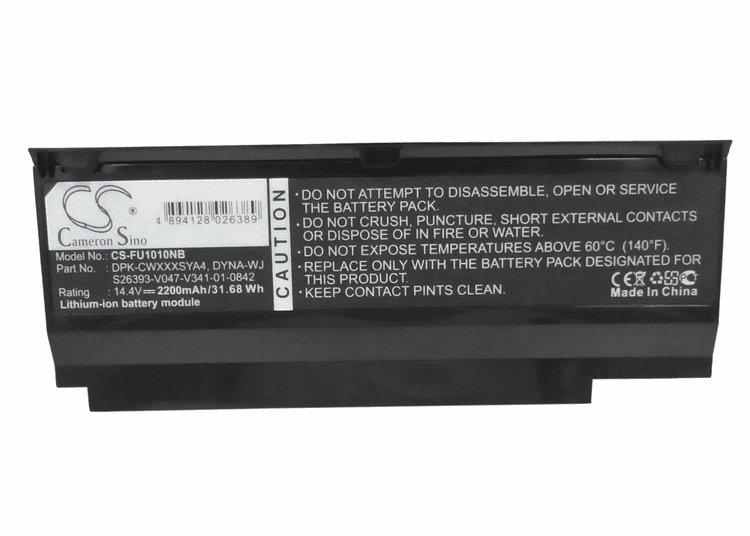 CS
®
Cameron Sino
4 894128 026389
Model No.: CS-FU1010NB
Part No. : DPK-CWXXXSYA4, DYNA-WJ
S26393-V047-V341-01-0842
Rating : 14.4V⎓2200mAh/31.68 Wh
Lithium-ion battery module
CAUTION
•DO NOT ATTEMPT TO DISASSEMBLE, OPEN OR SERVICE
THE BATTERY PACK.
•DO NOT CRUSH, PUNCTURE, SHORT EXTERNAL CONTACTS
OR DISPOSE OF IN FIRE OR WATER.
•DO NOT EXPOSE TEMPERATURES ABOVE 60°C (140°F).
•REPLACE ONLY WITH BATTERY PACK DESIGNATED FOR
THIS PRODUCT.
•KEEP CONTACT PINTS CLEAN.
CE
Made In China